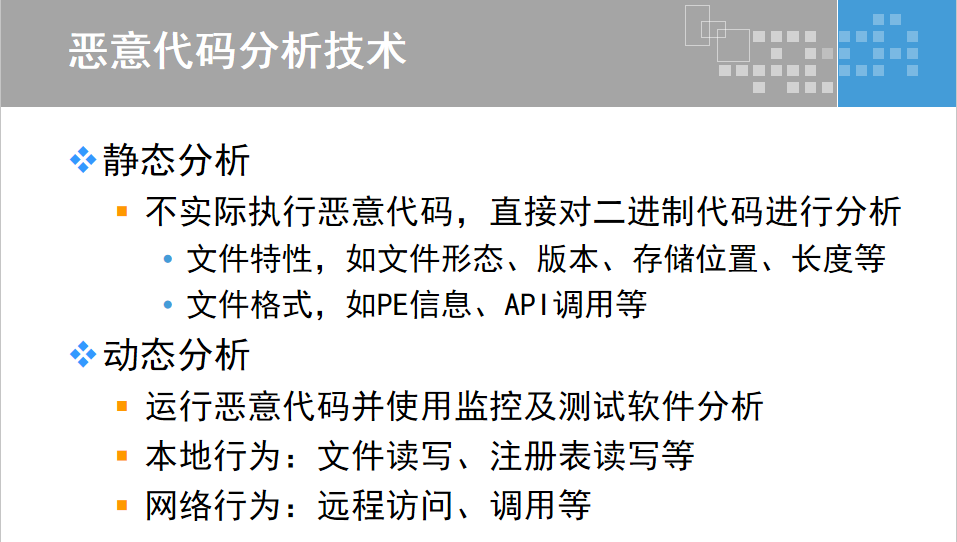 恶意代码分析技术
静态分析
不实际执行恶意代码，直接对二进制代码进行分析
文件特性，如文件形态、版本、存储位置、长度等
文件格式，如PE信息、API调用等
动态分析
运行恶意代码并使用监控及测试软件分析
本地行为：文件读写、注册表读写等
网络行为：远程访问、调用等